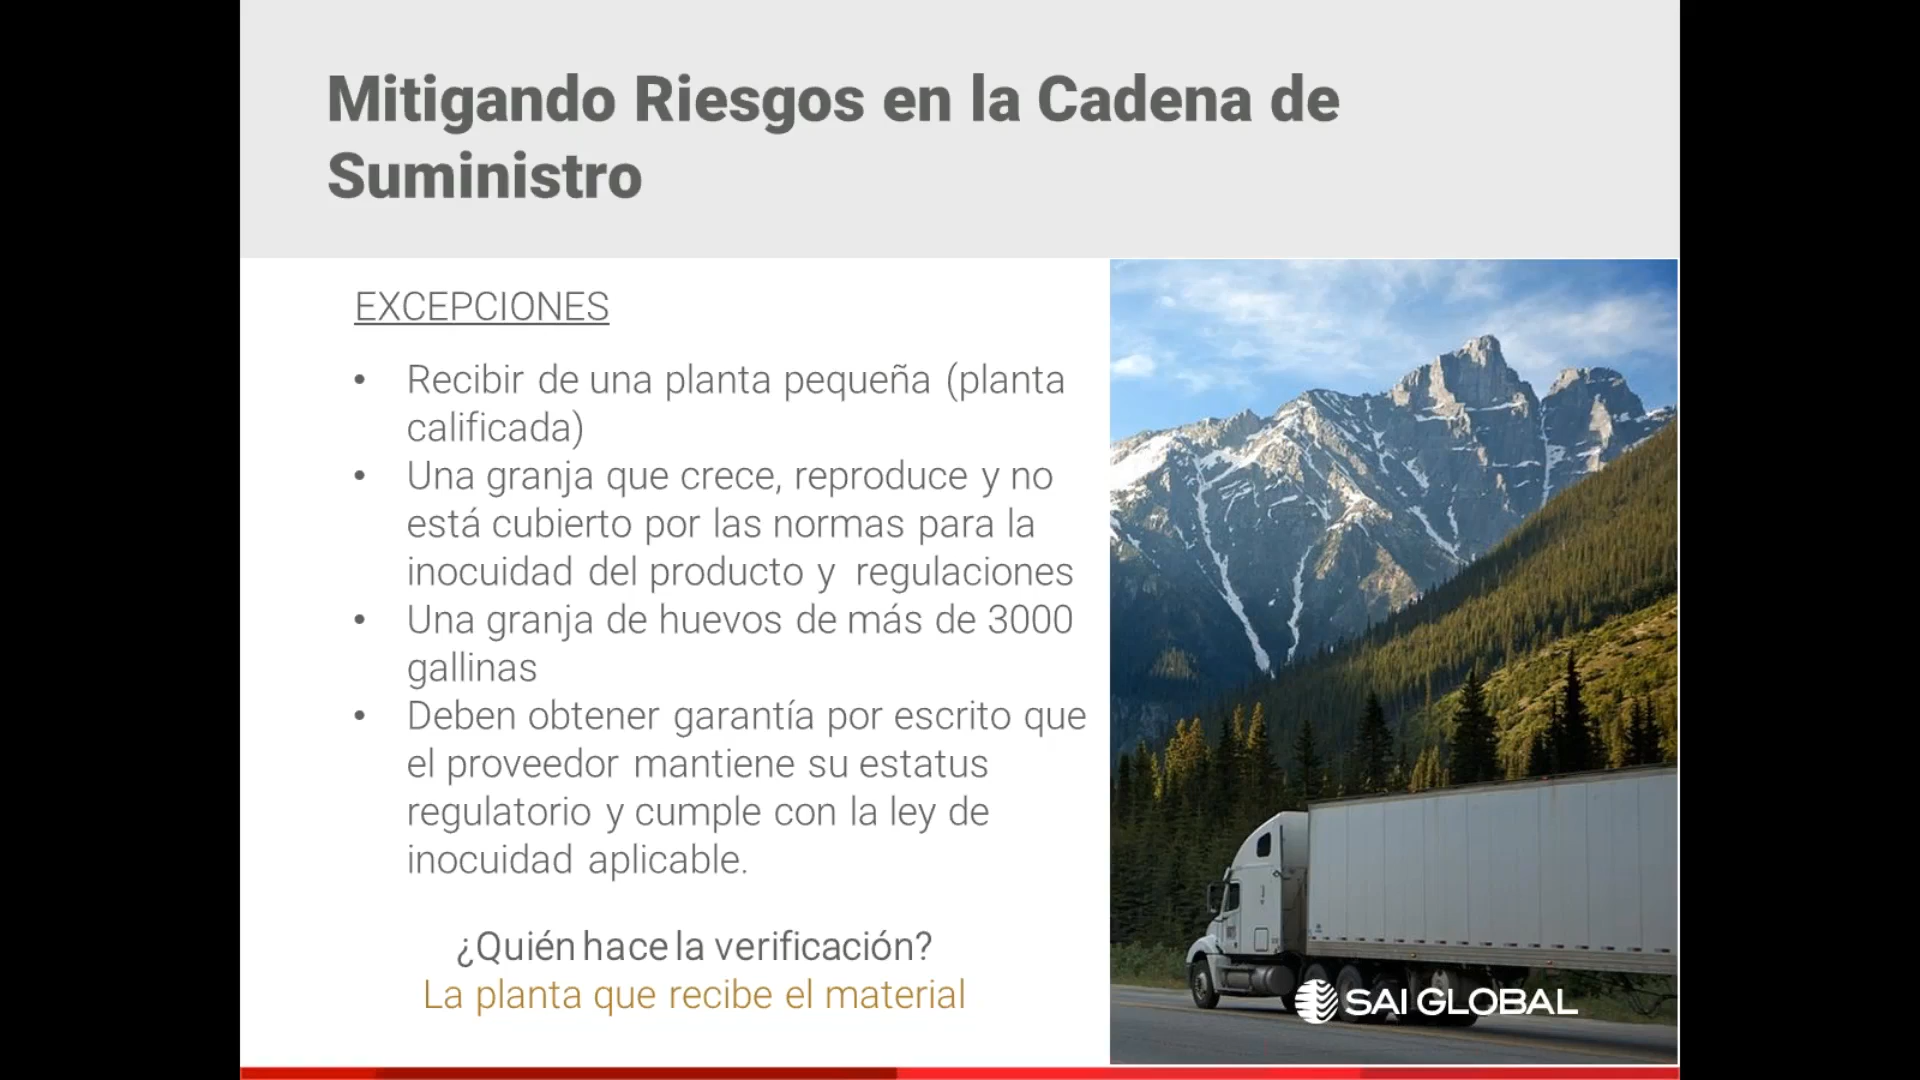 Mitigando Riesgos en la Cadena de
Suministro
EXCEPCIONES
• Recibir de una planta pequeña (planta
calificada)
• Una granja que crece, reproduce y no
está cubierto por las normas para la
inocuidad del producto y regulaciones
• Una granja de huevos de más de 3000
gallinas
• Deben obtener garantía por escrito que
el proveedor mantiene su estatus
regulatorio y cumple con la ley de
inocuidad aplicable.
¿Quién hace la verificación?
La planta que recibe el material
SAI GLOBAL